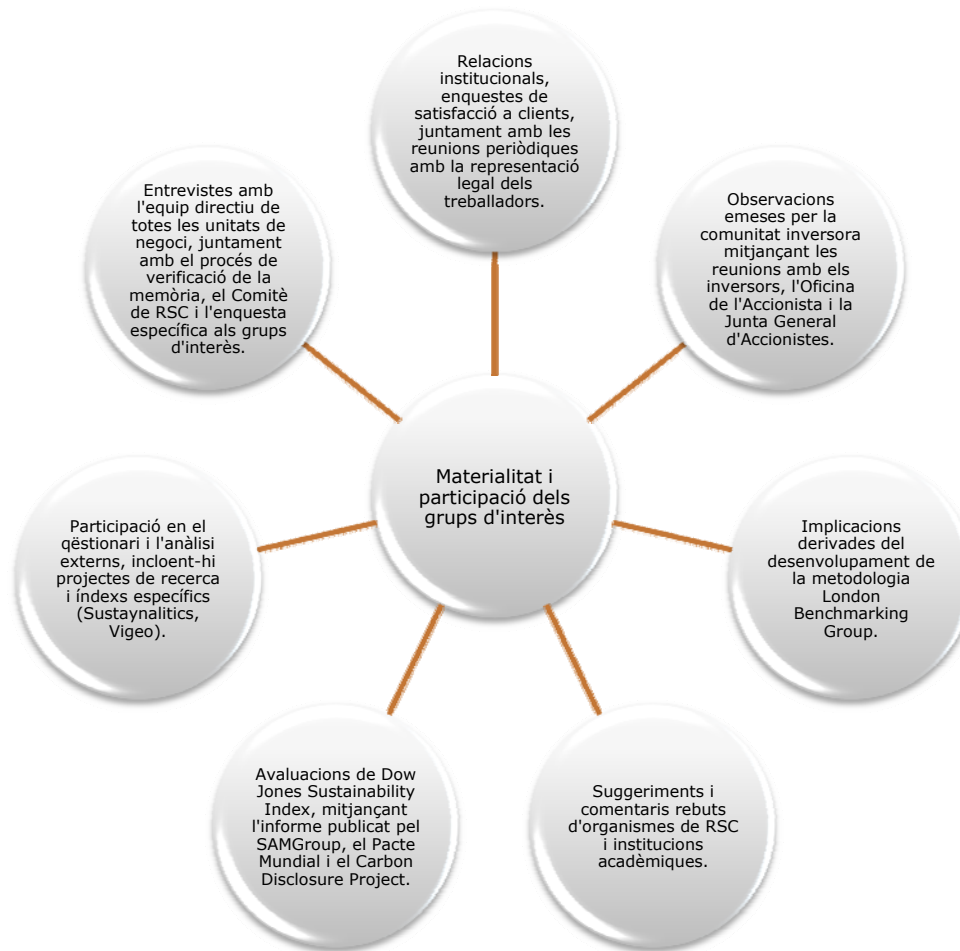 Relacions
institucionals,
enquestes de
satisfacció a clients,
juntament amb les
reunions periòdiques
amb la representació
legal dels
treballadors.
Observacions
emeses per la
comunitat inversora
mitjançant les
reunions amb els
inversors, l'Oficina
de l'Accionista i la
Junta General
d'Accionistes.
Implicacions
derivades del
desenvolupament de
la metodologia
London
Benchmarking
Group.
Suggeriments i
comentaris rebuts
d'organismes de RSC
i institucions
acadèmiques.
Avaluacions de Dow
Jones Sustainability
Index, mitjançant
l'informe publicat pel
SAMGroup, el Pacte
Mundial i el Carbon
Disclosure Project.
Participació en el
qëstionari i l'anàlisi
externs, incloent-hi
projectes de recerca
i índexs específics
(Sustaynalitics,
Vigeo).
Entrevistes amb
l'equip directiu de
totes les unitats de
negoci, juntament
amb el procés de
verificació de la
memòria, el Comitè
de RSC i l'enquesta
específica als grups
d'interès.
Materialitat i
participació dels
grups d'interès